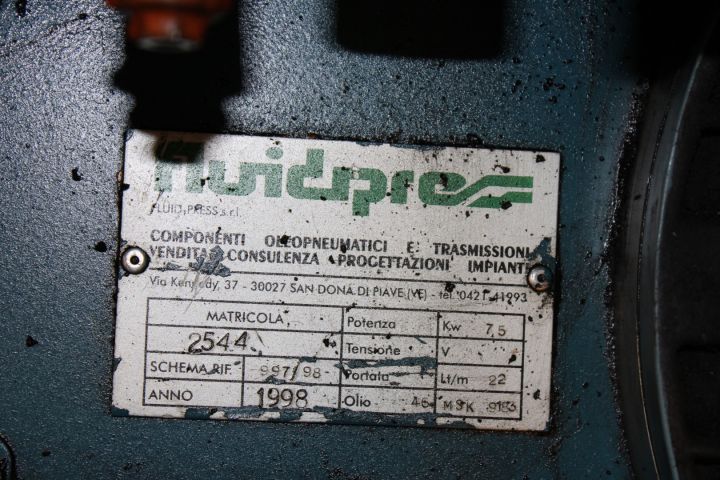 fluidpress
FLUID PRESS s.r.l.
COMPONENTI OLEOPNEUMATICI E TRASMISSIONI
VENDITA CONSULENZA PROGETTAZIONI IMPIANTI
Via Kennedy, 37 - 30027 SAN DONA DI PIAVE (VE) - tel. 0421-41993
MATRICOLA Potenza Kw 7,5
2544 Tensione V
SCHEMA RIF. 997/98 Portata Lt/m 22
ANNO 1998 Olio 46